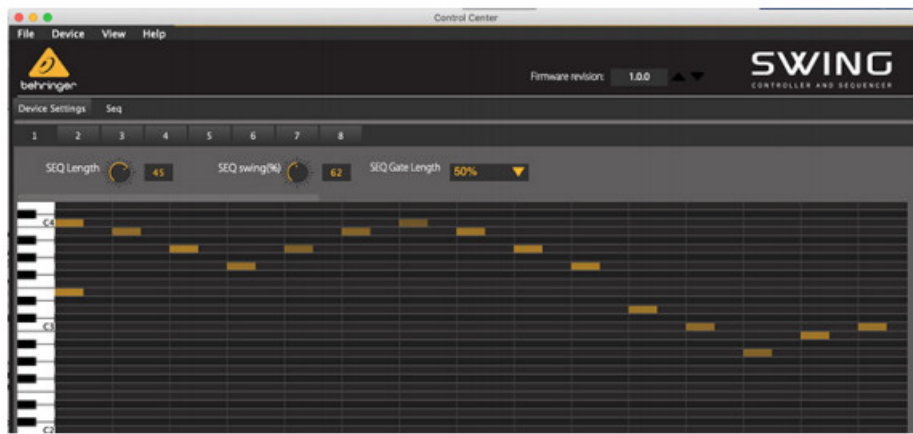 Control Center
File Device View Help
behringer
Firmware revision: 1.0.0
SWING
CONTROLLER AND SEQUENCER
Device Settings Seq
1 2 3 4 5 6 7 8
SEQ Length 45 SEQ swing(%) 62 SEQ Gate Length 50%
C4
C3
C2